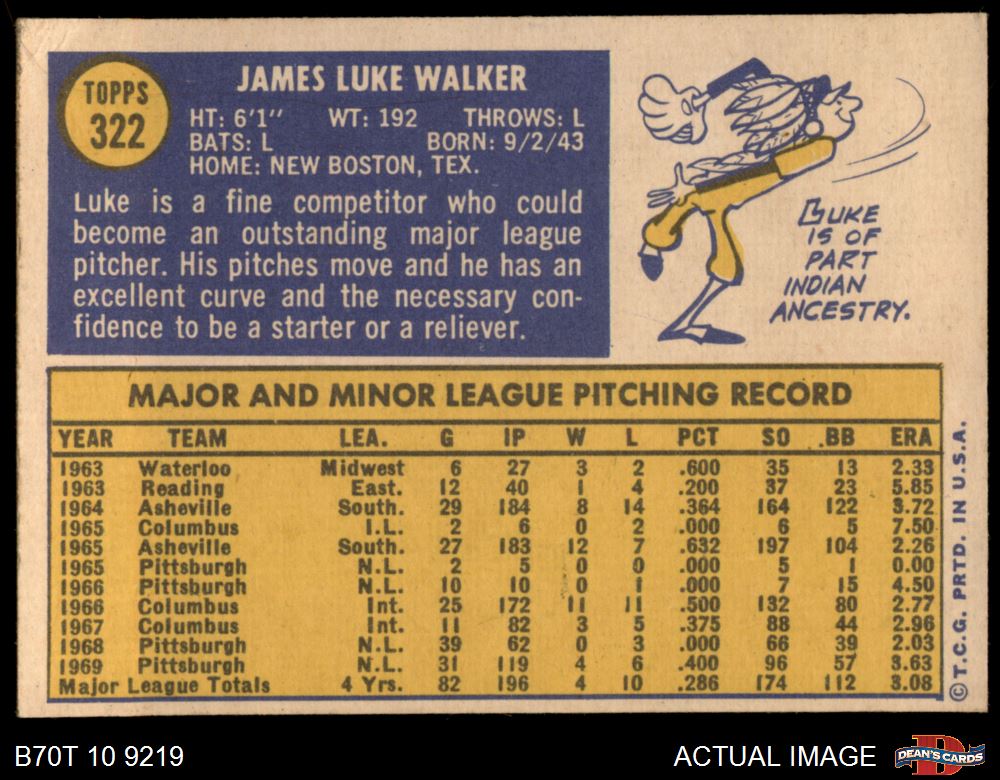 TOPPS
322
JAMES LUKE WALKER
HT: 6'1" WT: 192 THROWS: L
BATS: L BORN: 9/2/43
HOME: NEW BOSTON, TEX.
Luke is a fine competitor who could
become an outstanding major league
pitcher. His pitches move and he has an
excellent curve and the necessary con-
fidence to be a starter or a reliever.
LUKE
IS OF
PART
INDIAN
ANCESTRY.
MAJOR AND MINOR LEAGUE PITCHING RECORD
YEAR TEAM LEA. G IP W L PCT SO BB ERA
1963 Waterloo Midwest 6 27 3 2 .600 35 13 2.33
1963 Reading East. 12 40 1 4 .200 37 23 5.85
1964 Asheville South. 29 184 8 14 .364 164 122 3.72
1965 Columbus I.L. 2 6 0 2 .000 6 5 7.50
1965 Asheville South. 27 183 12 7 .632 197 104 2.26
1965 Pittsburgh N.L. 2 5 0 0 .000 5 1 0.00
1966 Pittsburgh N.L. 10 10 0 1 .000 7 15 4.50
1966 Columbus Int. 25 172 11 11 .500 132 80 2.77
1967 Columbus Int. 11 82 3 5 .375 88 44 2.96
1968 Pittsburgh N.L. 39 62 0 3 .000 66 39 2.03
1969 Pittsburgh N.L. 31 119 4 6 .400 96 57 3.63
Major League Totals 4 Yrs. 82 196 4 10 .286 174 112 3.08
© T.C.G. PRTD. IN U.S.A.
B70T 10 9219
ACTUAL IMAGE
D
DEAN'S CARDS